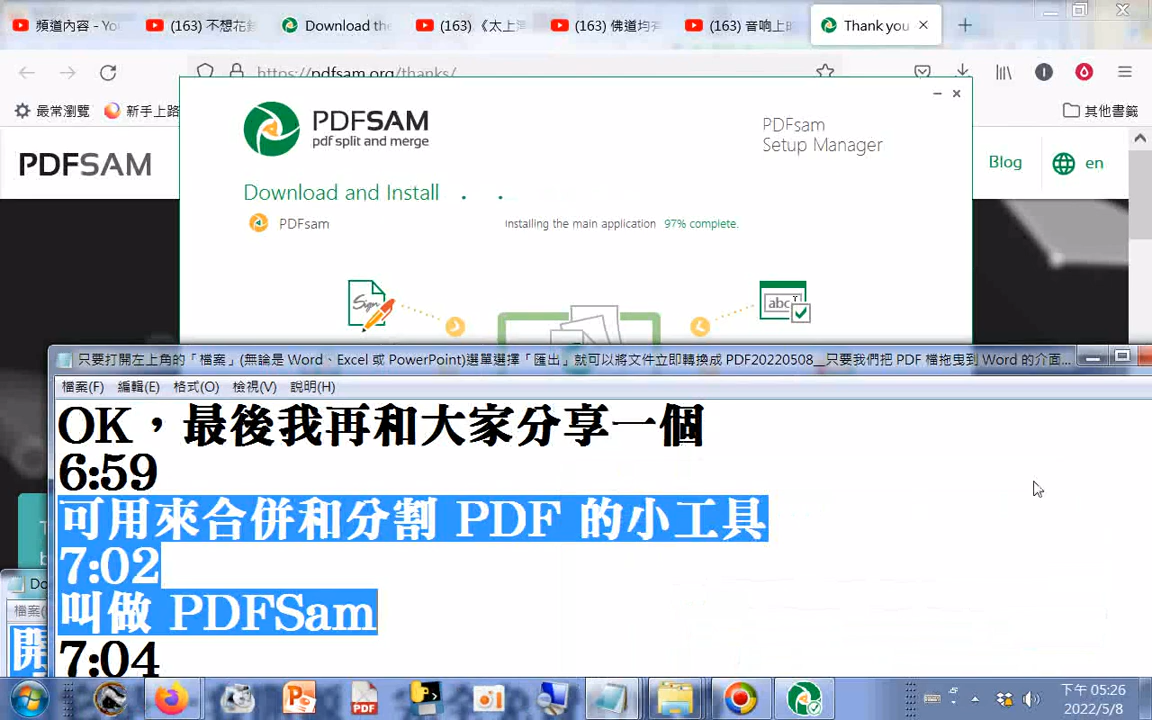 頻道內容 - Yo
(163) 不想花
Download the
(163) 《太上
(163) 佛道均
(163) 音响上
Thank you
https://pdfsam.org/thanks/
最常瀏覽
新手上路
其他書籤
PDFSAM
Blog
en
PDFSAM
pdf split and merge
PDFsam
Setup Manager
Download and Install . .
PDFsam
Installing the main application 97% complete.
Sign
abc
只要打開左上角的「檔案」(無論是 Word、Excel 或 PowerPoint)選單選擇「匯出」就可以將文件立即轉換成 PDF20220508__只要我們把 PDF 檔拖曳到 Word 的介面...
檔案(F) 編輯(E) 格式(O) 檢視(V) 說明(H)
OK，最後我再和大家分享一個
6:59
可用來合併和分割 PDF 的小工具
7:02
叫做 PDFSam
7:04
Do
檔案(
開
PDF
下午 05:26
2022/5/8